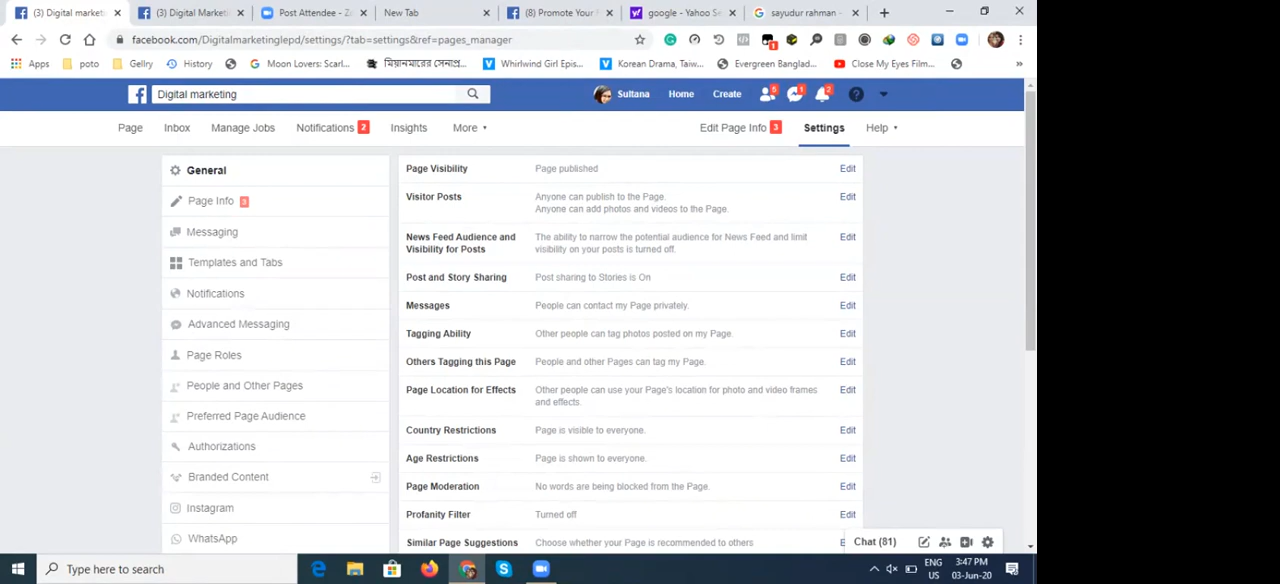 (3) Digital marketi
(3) Digital Marketi
Post Attendee - Zo
New Tab
(8) Promote Your P
google - Yahoo Se
sayudur rahman -
facebook.com/Digitalmarketinglepd/settings/?tab=settings&ref=pages_manager
1
Apps
poto
Gellry
History
Moon Lovers: Scarl...
মিয়ানমারের সেনাপ্র...
Whirlwind Girl Epis...
Korean Drama, Taiw...
Evergreen Banglad...
Close My Eyes Film...
»
Digital marketing
Sultana
Home
Create
6
1
2
Page
Inbox
Manage Jobs
Notifications 2
Insights
More
Edit Page Info 3
Settings
Help
General
Page Info 3
Messaging
Templates and Tabs
Notifications
Advanced Messaging
Page Roles
People and Other Pages
Preferred Page Audience
Authorizations
Branded Content
Instagram
WhatsApp
Page Visibility Page published Edit
Visitor Posts Anyone can publish to the Page. Edit
Anyone can add photos and videos to the Page.
News Feed Audience and The ability to narrow the potential audience for News Feed and limit Edit
Visibility for Posts visibility on your posts is turned off.
Post and Story Sharing Post sharing to Stories is On Edit
Messages People can contact my Page privately. Edit
Tagging Ability Other people can tag photos posted on my Page. Edit
Others Tagging this Page People and other Pages can tag my Page. Edit
Page Location for Effects Other people can use your Page's location for photo and video frames Edit
and effects.
Country Restrictions Page is visible to everyone. Edit
Age Restrictions Page is shown to everyone. Edit
Page Moderation No words are being blocked from the Page. Edit
Profanity Filter Turned off Edit
Similar Page Suggestions Choose whether your Page is recommended to others
Chat (81)
Type here to search
ENG
US
3:47 PM
03-Jun-20